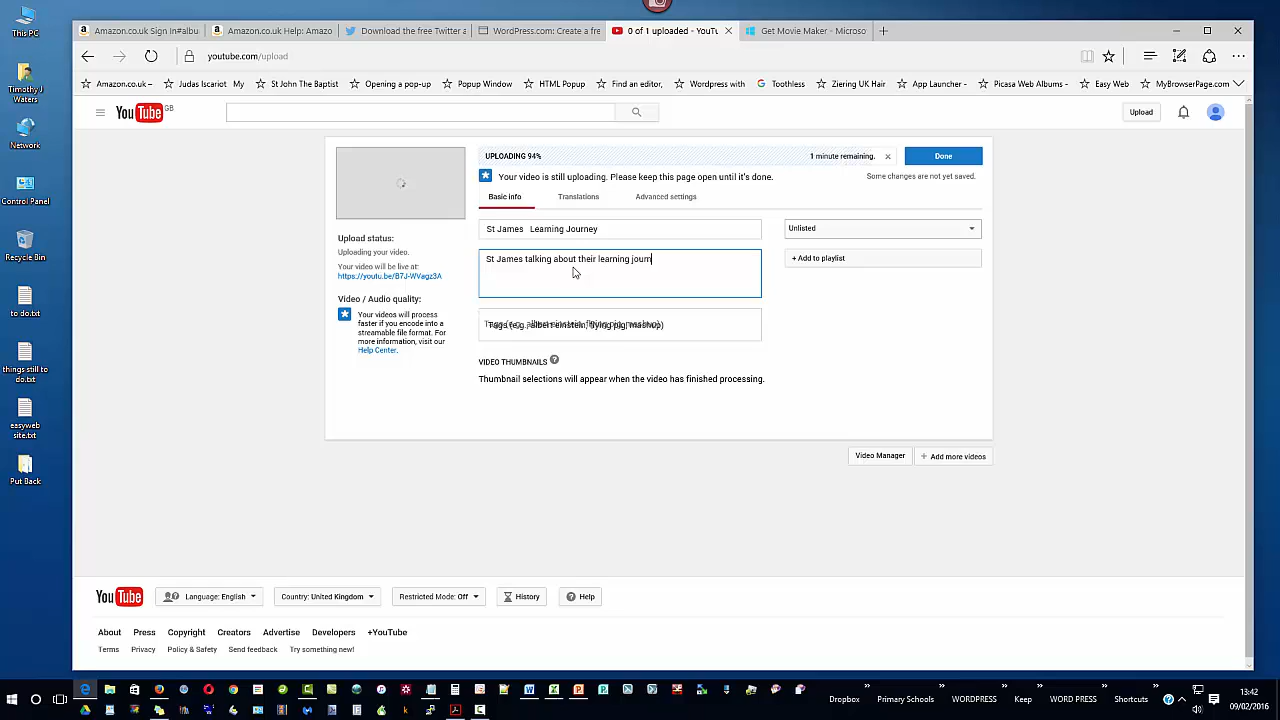 This PC
Timothy J Waters
Network
Control Panel
Recycle Bin
to do.txt
things still to do.txt
easyweb site.txt
Put Back
Amazon.co.uk Sign In#albu
Amazon.co.uk Help: Amazo
Download the free Twitter a
WordPress.com: Create a fre
0 of 1 uploaded - YouTu
Get Movie Maker - Microso
youtube.com/upload
Amazon.co.uk –
Judas Iscariot My
St John The Baptist
Opening a pop-up
Popup Window
HTML Popup
Find an editor,
Wordpress with
Toothless
Ziering UK Hair
App Launcher -
Picasa Web Albums -
Easy Web
MyBrowserPage.com
YouTube GB
Upload
UPLOADING 94%
1 minute remaining.
Done
Your video is still uploading. Please keep this page open until it's done.
Some changes are not yet saved.
Basic info
Translations
Advanced settings
St James Learning Journey
Unlisted
St James talking about their learning journ
+ Add to playlist
Upload status:
Uploading your video.
Your video will be live at:
https://youtu.be/B7J-WVagz3A
Video / Audio quality:
Your videos will process
faster if you encode into a
streamable file format. For
more information, visit our
Help Center.
Tags (e.g., albert einstein, flying pig, mashup)
VIDEO THUMBNAILS
Thumbnail selections will appear when the video has finished processing.
Video Manager
+ Add more videos
YouTube
Language: English
Country: United Kingdom
Restricted Mode: Off
History
Help
About Press Copyright Creators Advertise Developers +YouTube
Terms Privacy Policy & Safety Send feedback Try something new!
Dropbox
Primary Schools
WORDPRESS
Keep
WORD PRESS
Shortcuts
13:42
09/02/2016